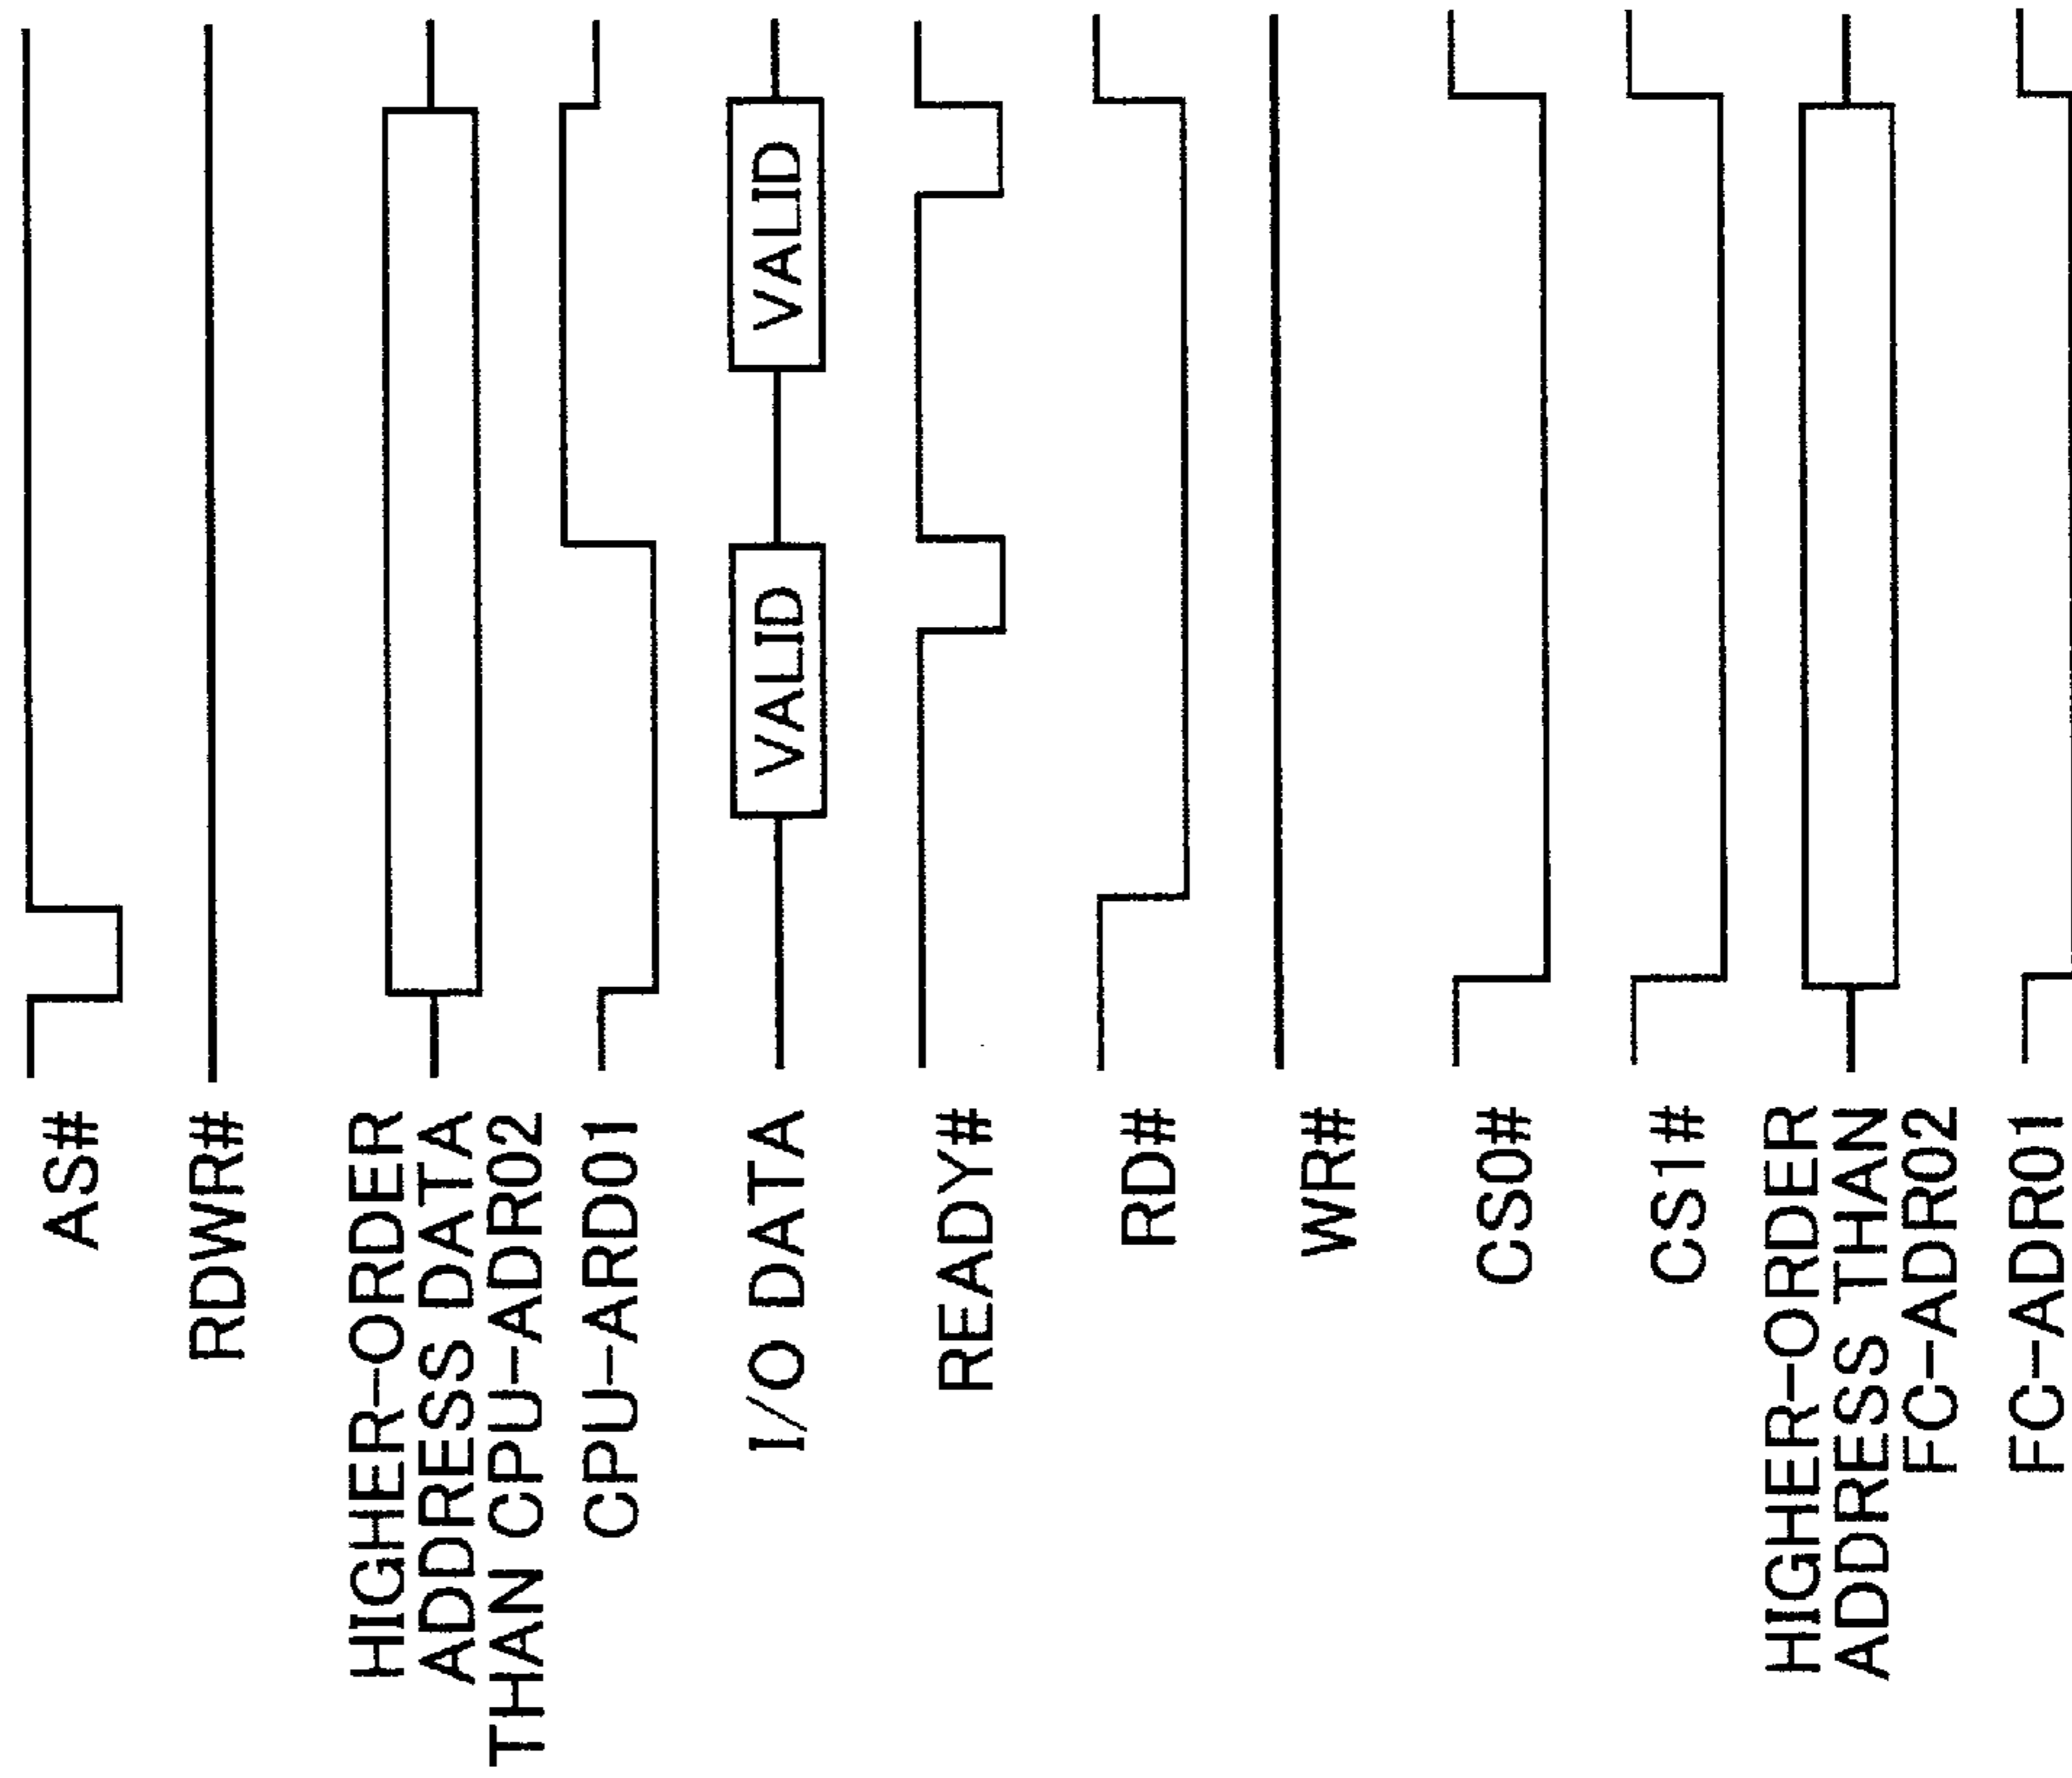 AS#
RDWR#
HIGHER-ORDER
ADDRESS DATA
THAN CPU-ADR02
CPU-ARD01
I/O DATA
VALID
VALID
READY#
RD#
WR#
CS0#
CS1#
HIGHER-ORDER
ADDRESS THAN
FC-ADR02
FC-ADR01